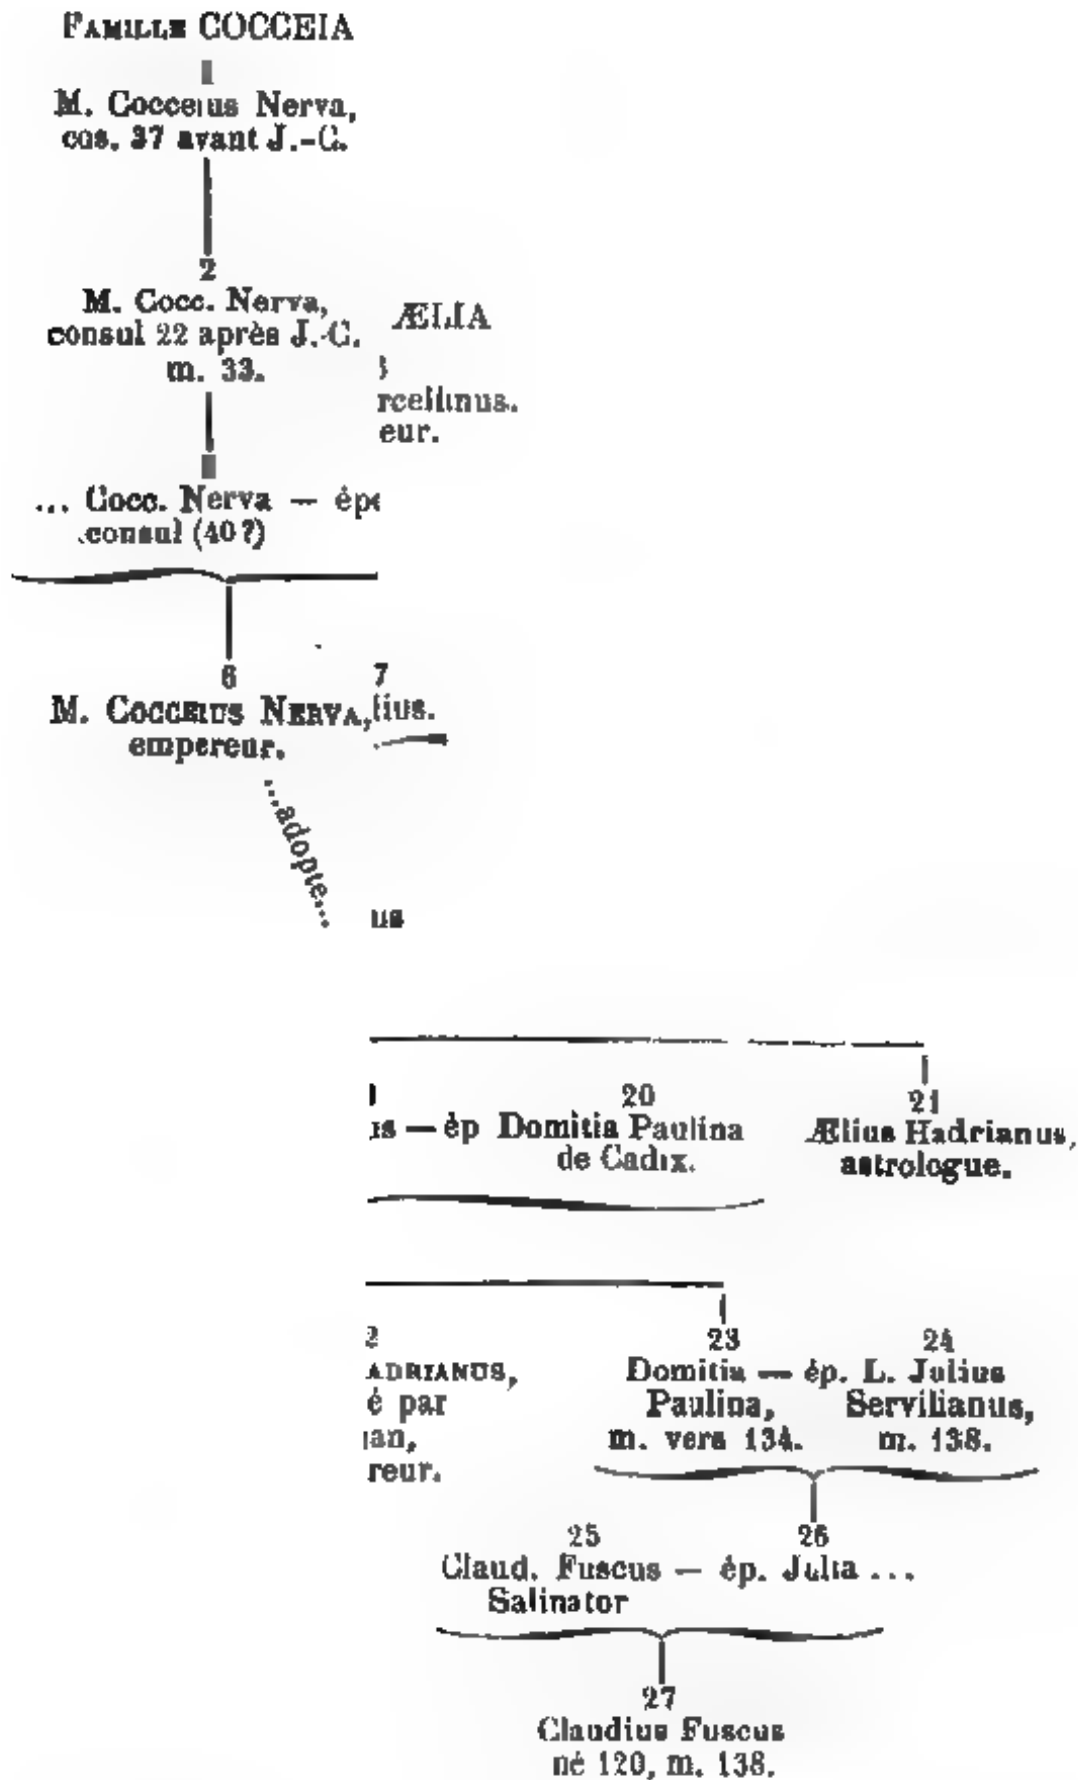 FAMILLE COCCEIA
M. Cocceius Nerva,
cos. 37 avant J.-C.
2
M. Cocc. Nerva,
consul 22 après J.-C.
m. 33.
ÆLIA
rcellinus.
eur.
... Cocc. Nerva — épo
consul (40?)
6
M. COCCEIUS NERVA,
empereur.
7
lius.
...adopte...
us
us — ép Domitia Paulina
20
de Cadix.
21
Ælius Hadrianus,
astrologue.
2
ADRIANUS,
é par
an,
reur.
23
24
Domitia — ép. L. Julius
Paulina,
Servilianus,
m. vers 134.
m. 138.
25
26
Claud. Fuscus — ép. Julia ...
Salinator
27
Claudius Fuscus
né 120, m. 138.